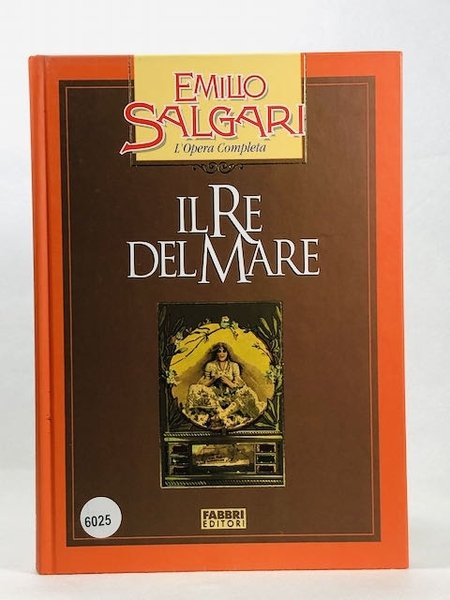 EMILIO
SALGARI
L'Opera Completa
IL RE
DEL MARE
6025
FABBRI
EDITORI